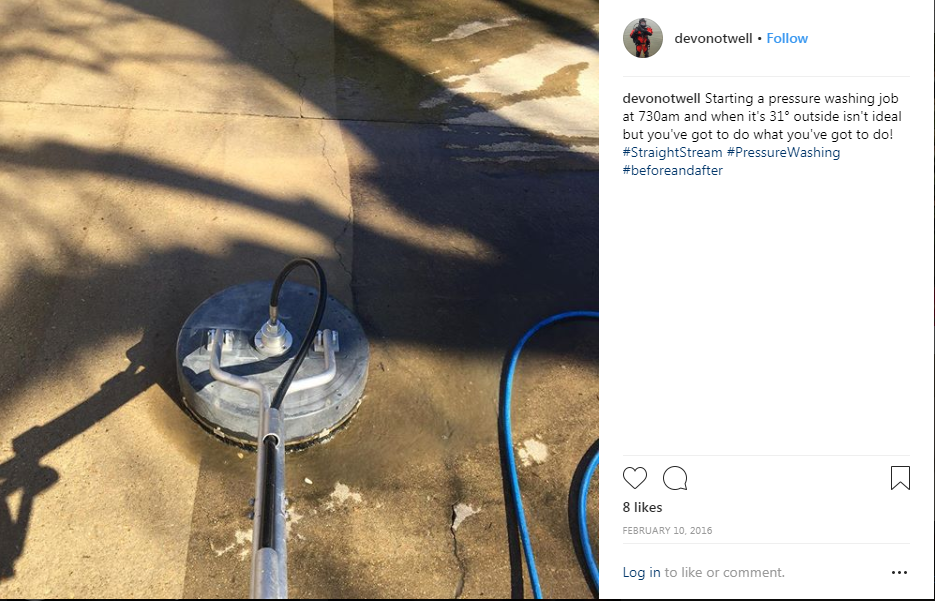 devonotwell • Follow
devonotwell Starting a pressure washing job
at 730am and when it's 31° outside isn't ideal
but you've got to do what you've got to do!
#StraightStream #PressureWashing
#beforeandafter
8 likes
FEBRUARY 10, 2016
Log in to like or comment.